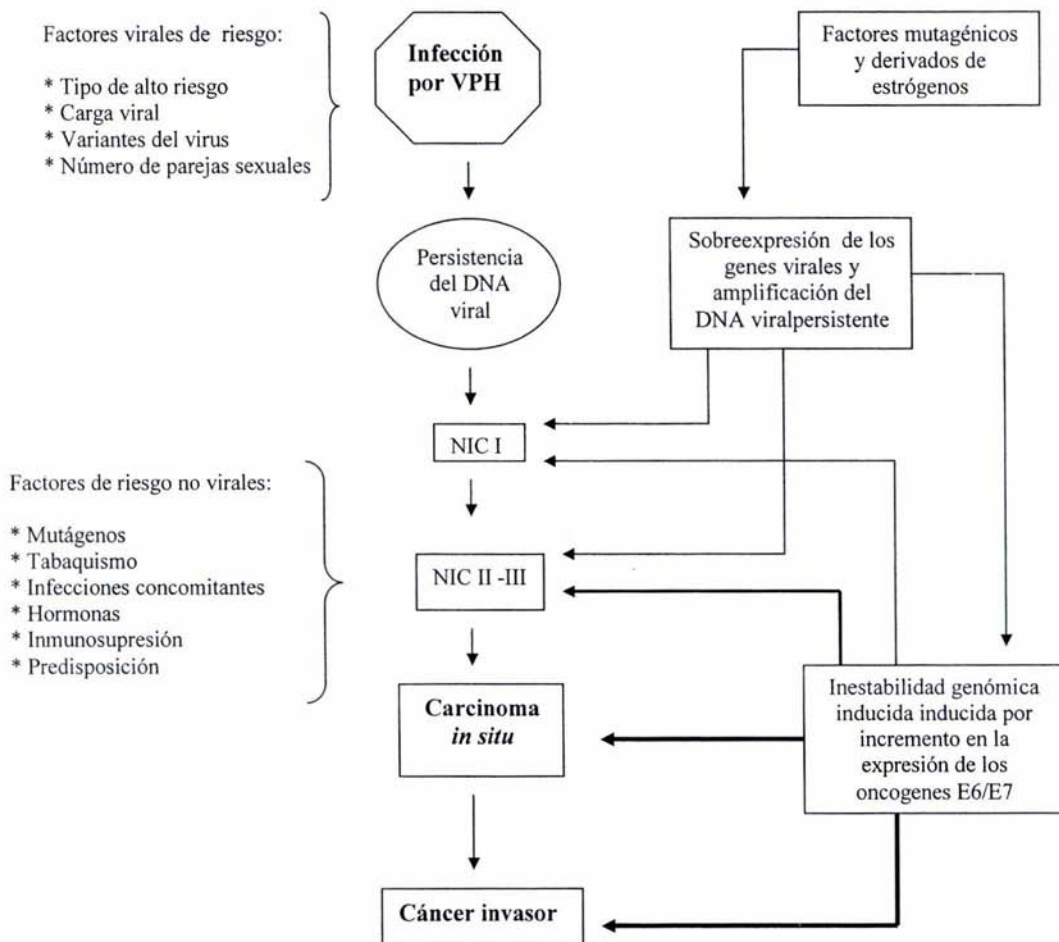 Factores virales de riesgo:
* Tipo de alto riesgo
* Carga viral
* Variantes del virus
* Número de parejas sexuales
Infección
por VPH
Factores mutagénicos
y derivados de
estrógenos
Persistencia
del DNA
viral
Sobreexpresión de los
genes virales y
amplificación del
DNA viralpersistente
NIC I
Factores de riesgo no virales:
* Mutágenos
* Tabaquismo
* Infecciones concomitantes
* Hormonas
* Inmunosupresión
* Predisposición
NIC II -III
Carcinoma
in situ
Inestabilidad genómica
inducida inducida por
incremento en la
expresión de los
oncogenes E6/E7
Cáncer invasor